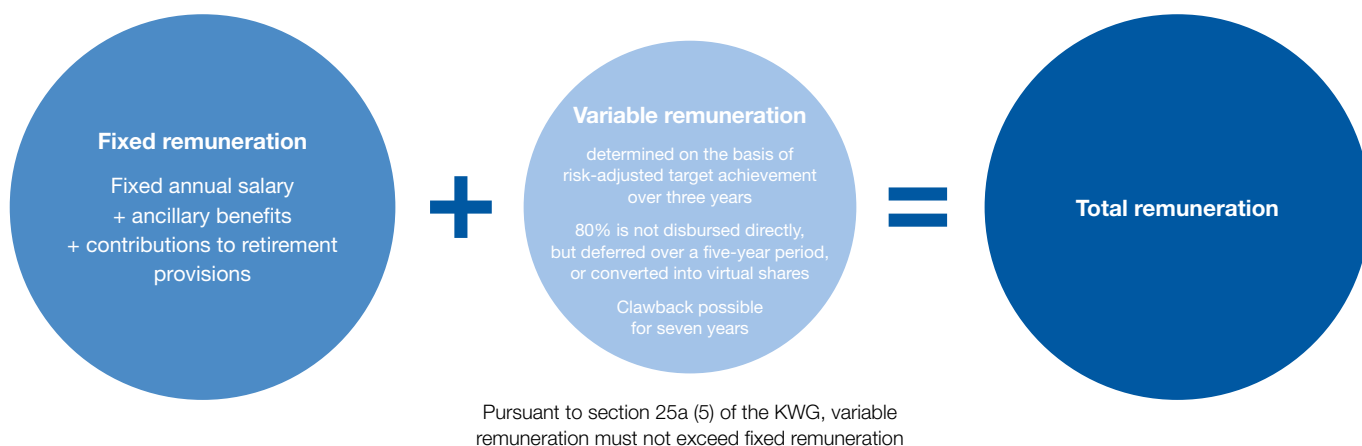 Fixed remuneration
Fixed annual salary
+ ancillary benefits
+ contributions to retirement
provisions
+
Variable remuneration
determined on the basis of
risk-adjusted target achievement
over three years
80% is not disbursed directly,
but deferred over a five-year period,
or converted into virtual shares
Clawback possible
for seven years
=
Total remuneration
Pursuant to section 25a (5) of the KWG, variable
remuneration must not exceed fixed remuneration